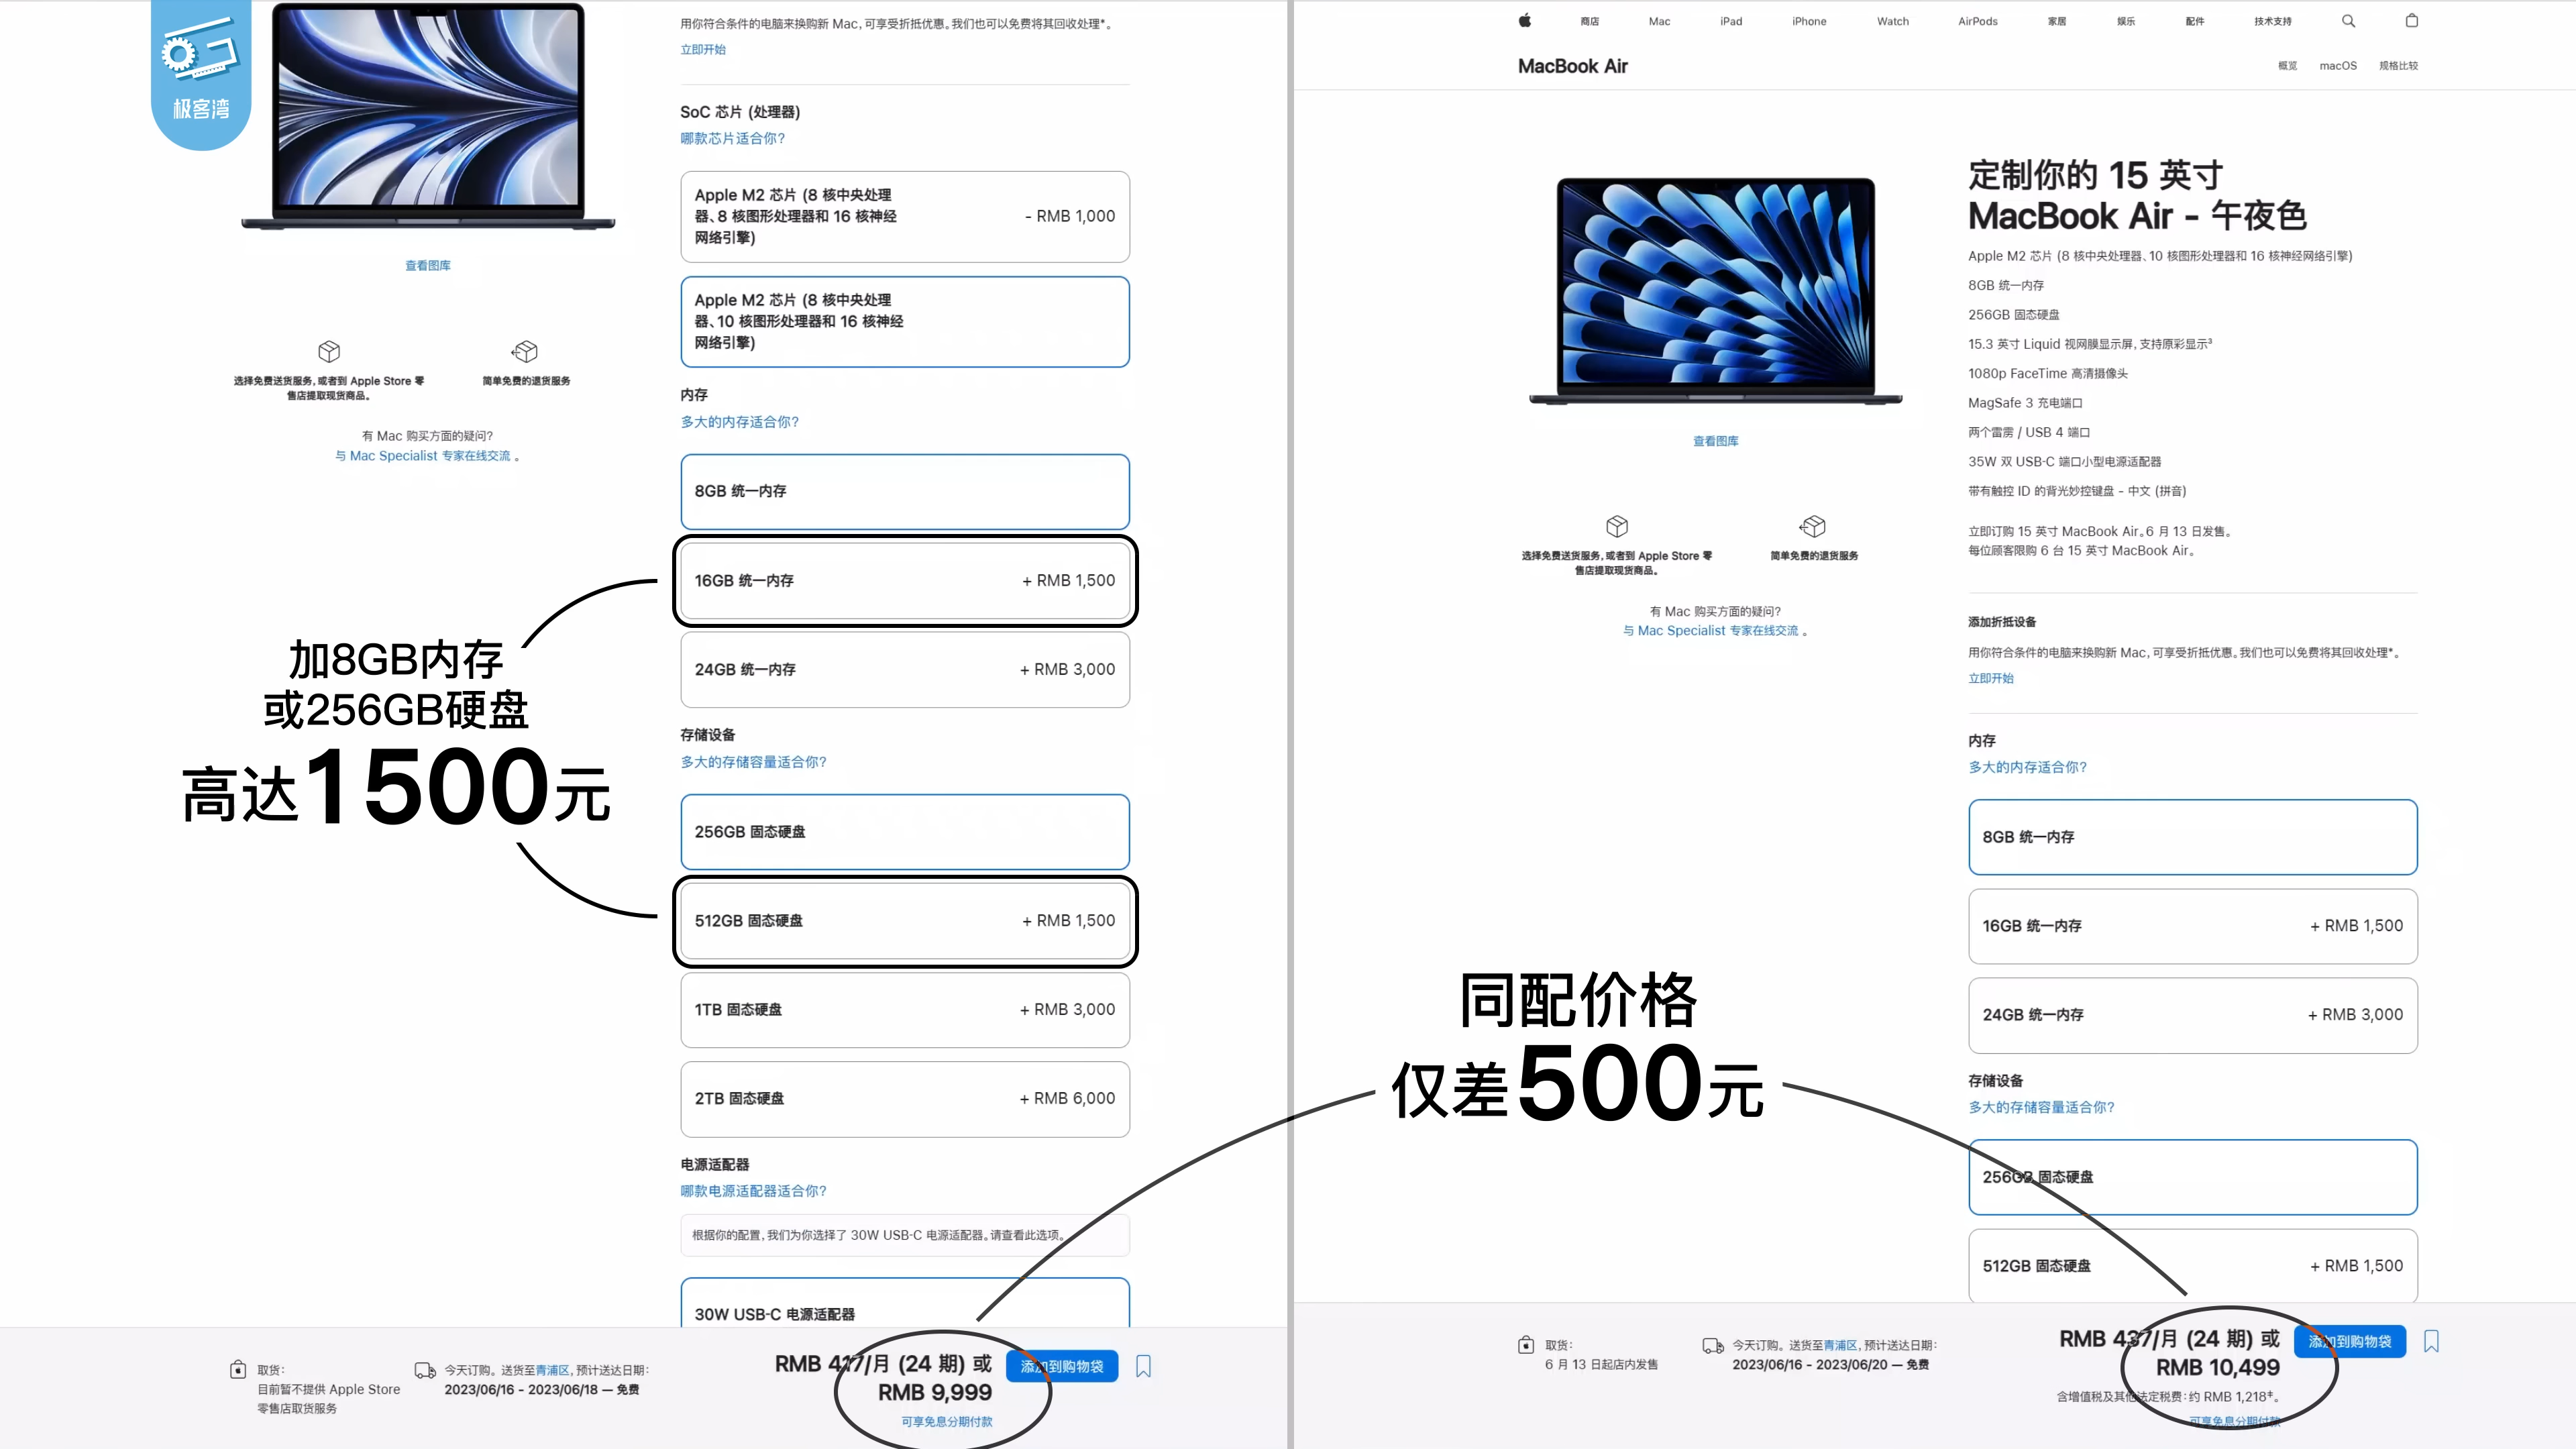 极客湾
查看图库
选择免费送货服务，或者到 Apple Store 零
售店提取现货商品。
简单免费的退货服务
有 Mac 购买方面的疑问？
与 Mac Specialist 专家在线交流 。
加8GB内存
或256GB硬盘
高达1500元
用你符合条件的电脑来换购新 Mac，可享受折抵优惠。我们也可以免费将其回收处理*。
立即开始
SoC 芯片 (处理器)
哪款芯片适合你？
Apple M2 芯片 (8 核中央处理
器、8 核图形处理器和 16 核神经
网络引擎)
- RMB 1,000
Apple M2 芯片 (8 核中央处理
器、10 核图形处理器和 16 核神经
网络引擎)
内存
多大的内存适合你？
8GB 统一内存
16GB 统一内存 + RMB 1,500
24GB 统一内存 + RMB 3,000
存储设备
多大的存储容量适合你？
256GB 固态硬盘
512GB 固态硬盘 + RMB 1,500
1TB 固态硬盘 + RMB 3,000
2TB 固态硬盘 + RMB 6,000
电源适配器
哪款电源适配器适合你？
根据你的配置，我们为你选择了 30W USB-C 电源适配器。请查看此选项。
30W USB-C 电源适配器
取货：
目前暂不提供 Apple Store
零售店取货服务
今天订购。送货至青浦区，预计送达日期：
2023/06/16 - 2023/06/18 — 免费
RMB 417/月 (24 期) 或
RMB 9,999
可享免息分期付款
添加到购物袋
商店 Mac iPad iPhone Watch AirPods 家居 娱乐 配件 技术支持
MacBook Air
概览 macOS 规格比较
查看图库
选择免费送货服务，或者到 Apple Store 零
售店提取现货商品。
简单免费的退货服务
有 Mac 购买方面的疑问？
与 Mac Specialist 专家在线交流 。
同配价格
仅差500元
定制你的 15 英寸
MacBook Air - 午夜色
Apple M2 芯片 (8 核中央处理器、10 核图形处理器和 16 核神经网络引擎)
8GB 统一内存
256GB 固态硬盘
15.3 英寸 Liquid 视网膜显示屏，支持原彩显示³
1080p FaceTime 高清摄像头
MagSafe 3 充电端口
两个雷雳 / USB 4 端口
35W 双 USB-C 端口小型电源适配器
带有触控 ID 的背光妙控键盘 - 中文 (拼音)
立即订购 15 英寸 MacBook Air。6 月 13 日发售。
每位顾客限购 6 台 15 英寸 MacBook Air。
添加折抵设备
用你符合条件的电脑来换购新 Mac，可享受折抵优惠。我们也可以免费将其回收处理*。
立即开始
内存
多大的内存适合你？
8GB 统一内存
16GB 统一内存 + RMB 1,500
24GB 统一内存 + RMB 3,000
存储设备
多大的存储容量适合你？
256GB 固态硬盘
512GB 固态硬盘 + RMB 1,500
取货：
6 月 13 日起店内发售
今天订购。送货至青浦区，预计送达日期：
2023/06/16 - 2023/06/20 — 免费
RMB 437/月 (24 期) 或
RMB 10,499
含增值税及其他法定税费：约 RMB 1,218‡。
可享免息分期付款
添加到购物袋